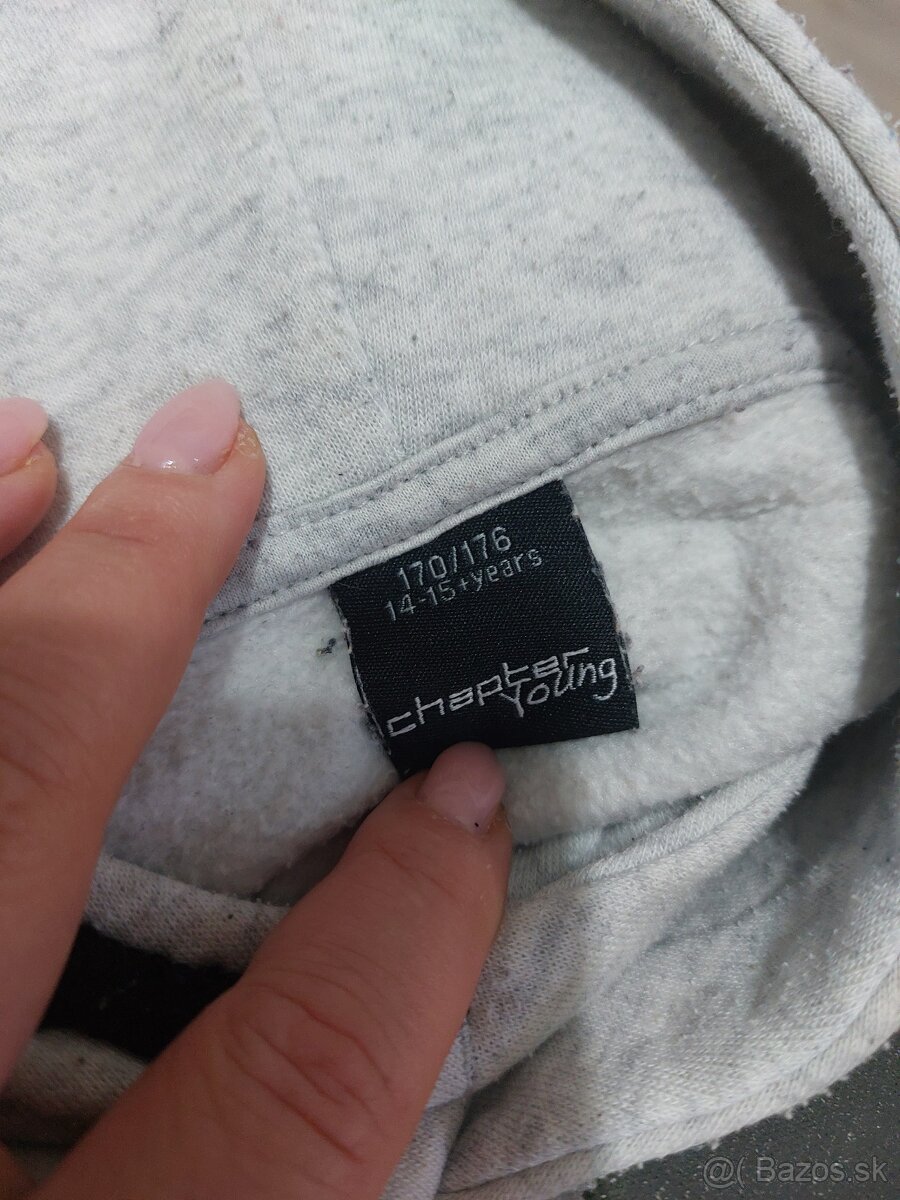 170/176
14-15+years
chapter
Young
@( Bazos.sk